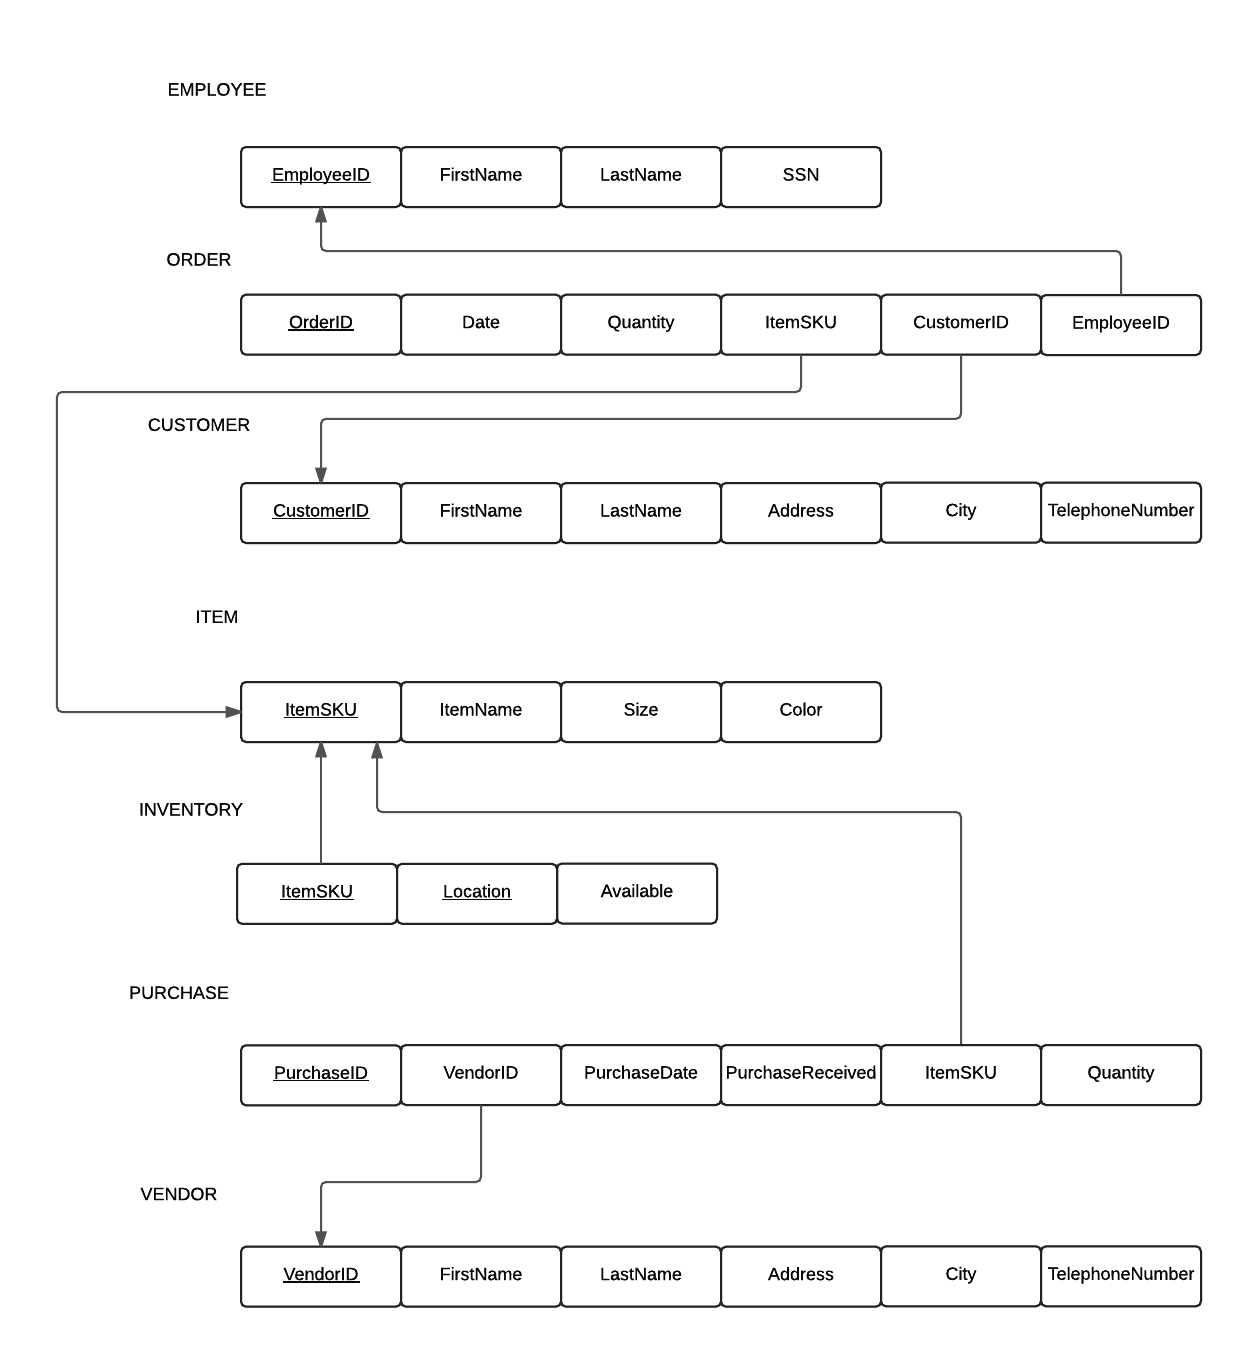 EMPLOYEE
EmployeeID FirstName LastName SSN
ORDER
OrderID Date Quantity ItemSKU CustomerID EmployeeID
CUSTOMER
CustomerID FirstName LastName Address City TelephoneNumber
ITEM
ItemSKU ItemName Size Color
INVENTORY
ItemSKU Location Available
PURCHASE
PurchaseID VendorID PurchaseDate PurchaseReceived ItemSKU Quantity
VENDOR
VendorID FirstName LastName Address City TelephoneNumber